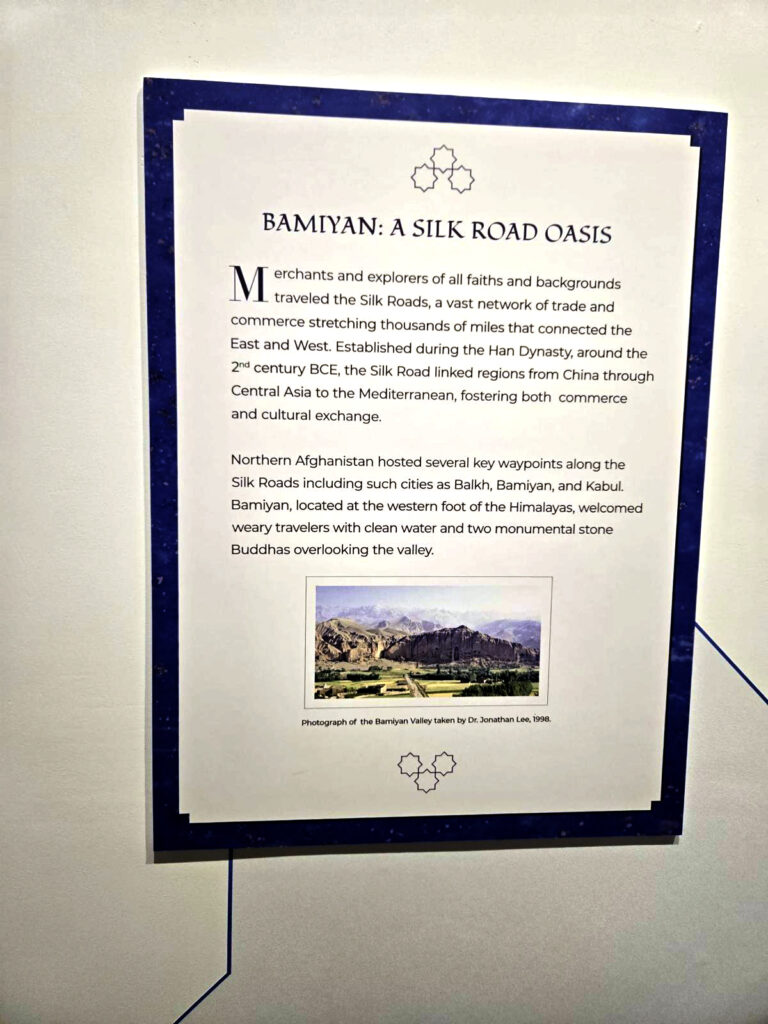 BAMIYAN: A SILK ROAD OASIS
Merchants and explorers of all faiths and backgrounds
traveled the Silk Roads, a vast network of trade and
commerce stretching thousands of miles that connected the
East and West. Established during the Han Dynasty, around the
2nd century BCE, the Silk Road linked regions from China through
Central Asia to the Mediterranean, fostering both commerce
and cultural exchange.
Northern Afghanistan hosted several key waypoints along the
Silk Roads including such cities as Balkh, Bamiyan, and Kabul.
Bamiyan, located at the western foot of the Himalayas, welcomed
weary travelers with clean water and two monumental stone
Buddhas overlooking the valley.
Photograph of the Bamiyan Valley taken by Dr. Jonathan Lee, 1998.